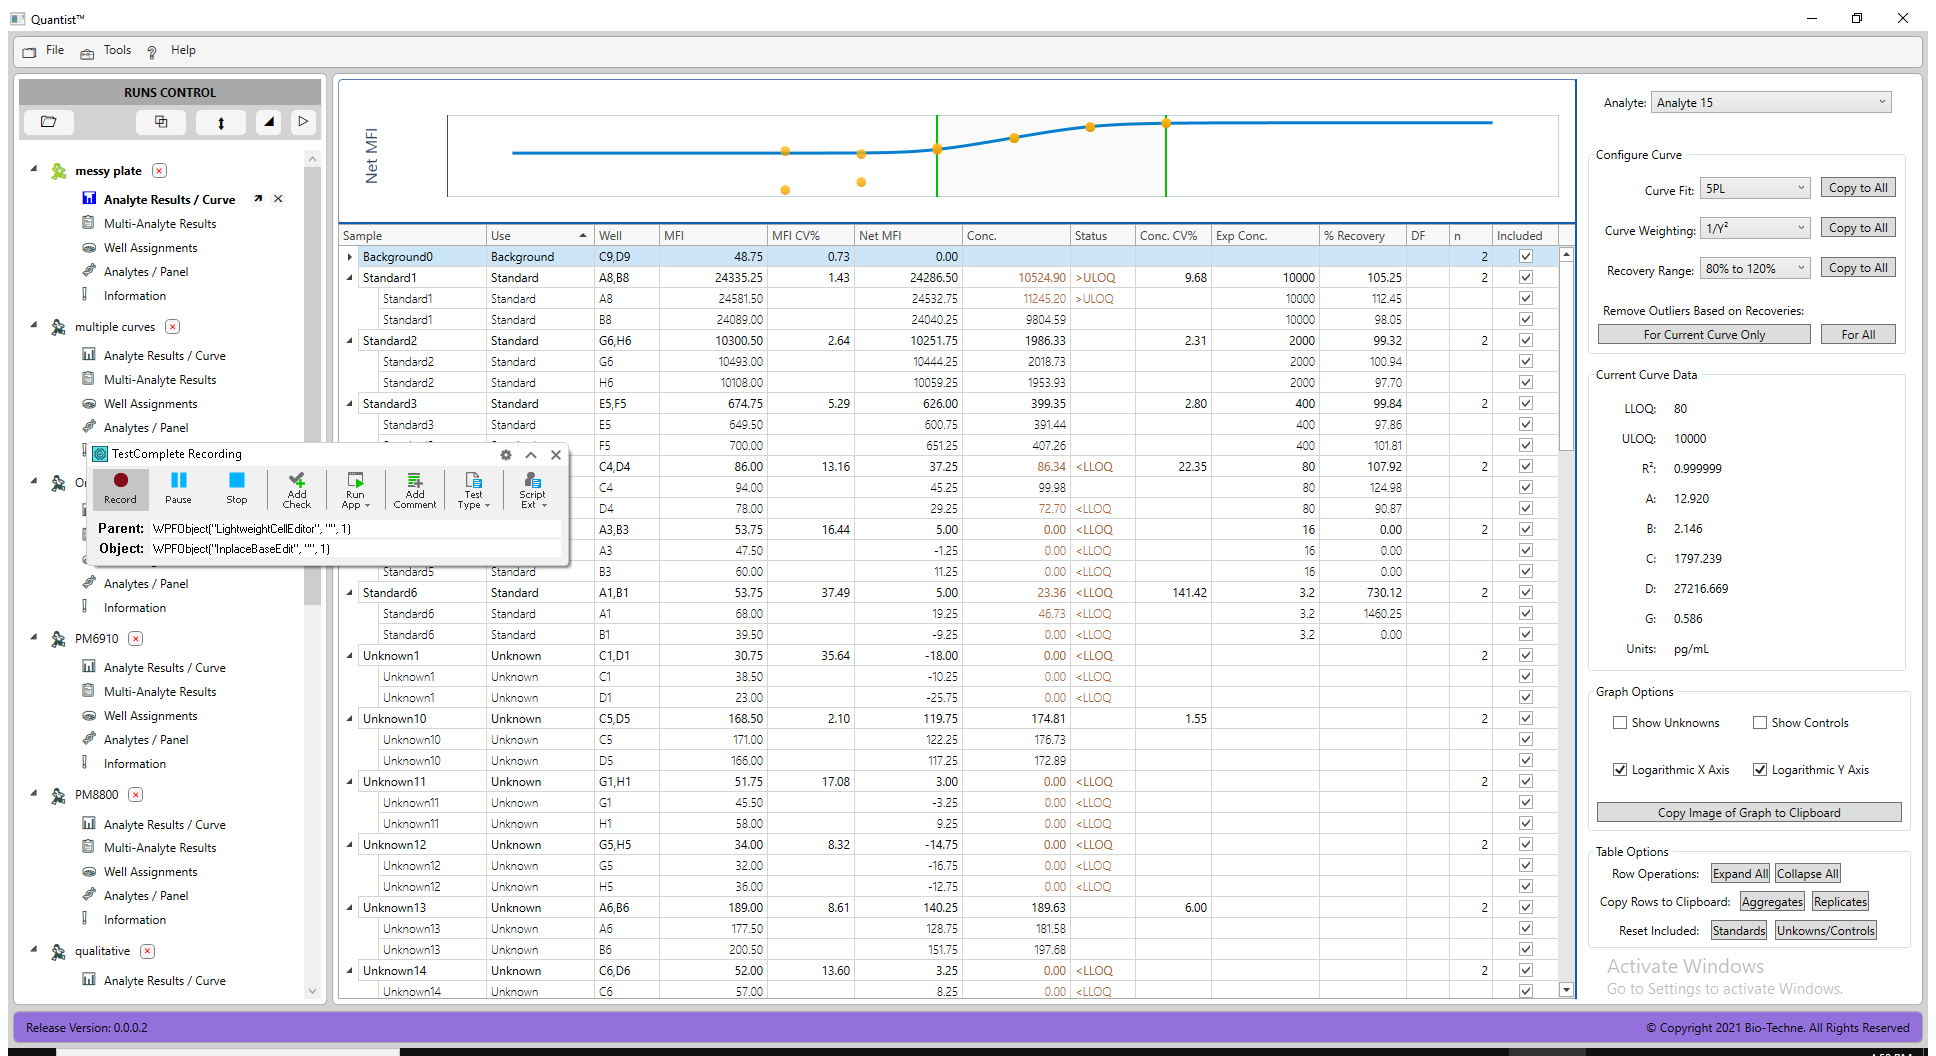 Quantist™
File Tools Help
RUNS CONTROL
messy plate
Analyte Results / Curve
Multi-Analyte Results
Well Assignments
Analytes / Panel
Information
multiple curves
Analyte Results / Curve
Multi-Analyte Results
Well Assignments
Analytes / Panel
Analytes / Panel
Information
PM6910
Analyte Results / Curve
Multi-Analyte Results
Well Assignments
Analytes / Panel
Information
PM8800
Analyte Results / Curve
Multi-Analyte Results
Well Assignments
Analytes / Panel
Information
qualitative
Analyte Results / Curve
TestComplete Recording
Record Pause Stop Add Check Run App Add Comment Test Type Script Ext
Parent: WPFObject("LightweightCellEditor", "", 1)
Object: WPFObject("InplaceBaseEdit", "", 1)
Net MFI
Sample Use Well MFI MFI CV% Net MFI Conc. Status Conc. CV% Exp Conc. % Recovery DF n Included
Background0 Background C9,D9 48.75 0.73 0.00 2
Standard1 Standard A8,B8 24335.25 1.43 24286.50 10524.90 >ULOQ 9.68 10000 105.25 2
Standard1 Standard A8 24581.50 24532.75 11245.20 >ULOQ 10000 112.45
Standard1 Standard B8 24089.00 24040.25 9804.59 10000 98.05
Standard2 Standard G6,H6 10300.50 2.64 10251.75 1986.33 2.31 2000 99.32 2
Standard2 Standard G6 10493.00 10444.25 2018.73 2000 100.94
Standard2 Standard H6 10108.00 10059.25 1953.93 2000 97.70
Standard3 Standard E5,F5 674.75 5.29 626.00 399.35 2.80 400 99.84 2
Standard3 Standard E5 649.50 600.75 391.44 400 97.86
F5 700.00 651.25 407.26 400 101.81
C4,D4 86.00 13.16 37.25 86.34 <LLOQ 22.35 80 107.92 2
C4 94.00 45.25 99.98 80 124.98
D4 78.00 29.25 72.70 <LLOQ 80 90.87
A3,B3 53.75 16.44 5.00 0.00 <LLOQ 16 0.00 2
A3 47.50 -1.25 0.00 <LLOQ 16 0.00
Standard5 Standard B3 60.00 11.25 0.00 <LLOQ 16 0.00
Standard6 Standard A1,B1 53.75 37.49 5.00 23.36 <LLOQ 141.42 3.2 730.12 2
Standard6 Standard A1 68.00 19.25 46.73 <LLOQ 3.2 1460.25
Standard6 Standard B1 39.50 -9.25 0.00 <LLOQ 3.2 0.00
Unknown1 Unknown C1,D1 30.75 35.64 -18.00 0.00 <LLOQ 2
Unknown1 Unknown C1 38.50 -10.25 0.00 <LLOQ
Unknown1 Unknown D1 23.00 -25.75 0.00 <LLOQ
Unknown10 Unknown C5,D5 168.50 2.10 119.75 174.81 1.55 2
Unknown10 Unknown C5 171.00 122.25 176.73
Unknown10 Unknown D5 166.00 117.25 172.89
Unknown11 Unknown G1,H1 51.75 17.08 3.00 0.00 <LLOQ 2
Unknown11 Unknown G1 45.50 -3.25 0.00 <LLOQ
Unknown11 Unknown H1 58.00 9.25 0.00 <LLOQ
Unknown12 Unknown G5,H5 34.00 8.32 -14.75 0.00 <LLOQ 2
Unknown12 Unknown G5 32.00 -16.75 0.00 <LLOQ
Unknown12 Unknown H5 36.00 -12.75 0.00 <LLOQ
Unknown13 Unknown A6,B6 189.00 8.61 140.25 189.63 6.00 2
Unknown13 Unknown A6 177.50 128.75 181.58
Unknown13 Unknown B6 200.50 151.75 197.68
Unknown14 Unknown C6,D6 52.00 13.60 3.25 0.00 <LLOQ 2
Unknown14 Unknown C6 57.00 8.25 0.00 <LLOQ
Analyte: Analyte 15
Configure Curve
Curve Fit: 5PL Copy to All
Curve Weighting: 1/Y² Copy to All
Recovery Range: 80% to 120% Copy to All
Remove Outliers Based on Recoveries:
For Current Curve Only For All
Current Curve Data
LLOQ: 80
ULOQ: 10000
R²: 0.999999
A: 12.920
B: 2.146
C: 1797.239
D: 27216.669
G: 0.586
Units: pg/mL
Graph Options
Show Unknowns Show Controls
Logarithmic X Axis Logarithmic Y Axis
Copy Image of Graph to Clipboard
Table Options
Row Operations: Expand All Collapse All
Copy Rows to Clipboard: Aggregates Replicates
Reset Included: Standards Unkowns/Controls
Activate Windows
Go to Settings to activate Windows.
Release Version: 0.0.0.2
© Copyright 2021 Bio-Techne. All Rights Reserved